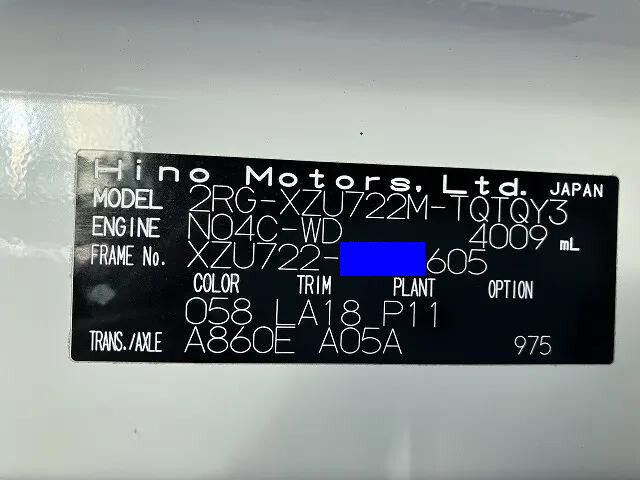 Hino Motors, Ltd. JAPAN
MODEL 2RG-XZU722M-TQTQY3
ENGINE N04C-WD 4009 mL
FRAME No. XZU722- 605
COLOR TRIM PLANT OPTION
058 LA18 P11
TRANS./AXLE A860E A05A 975